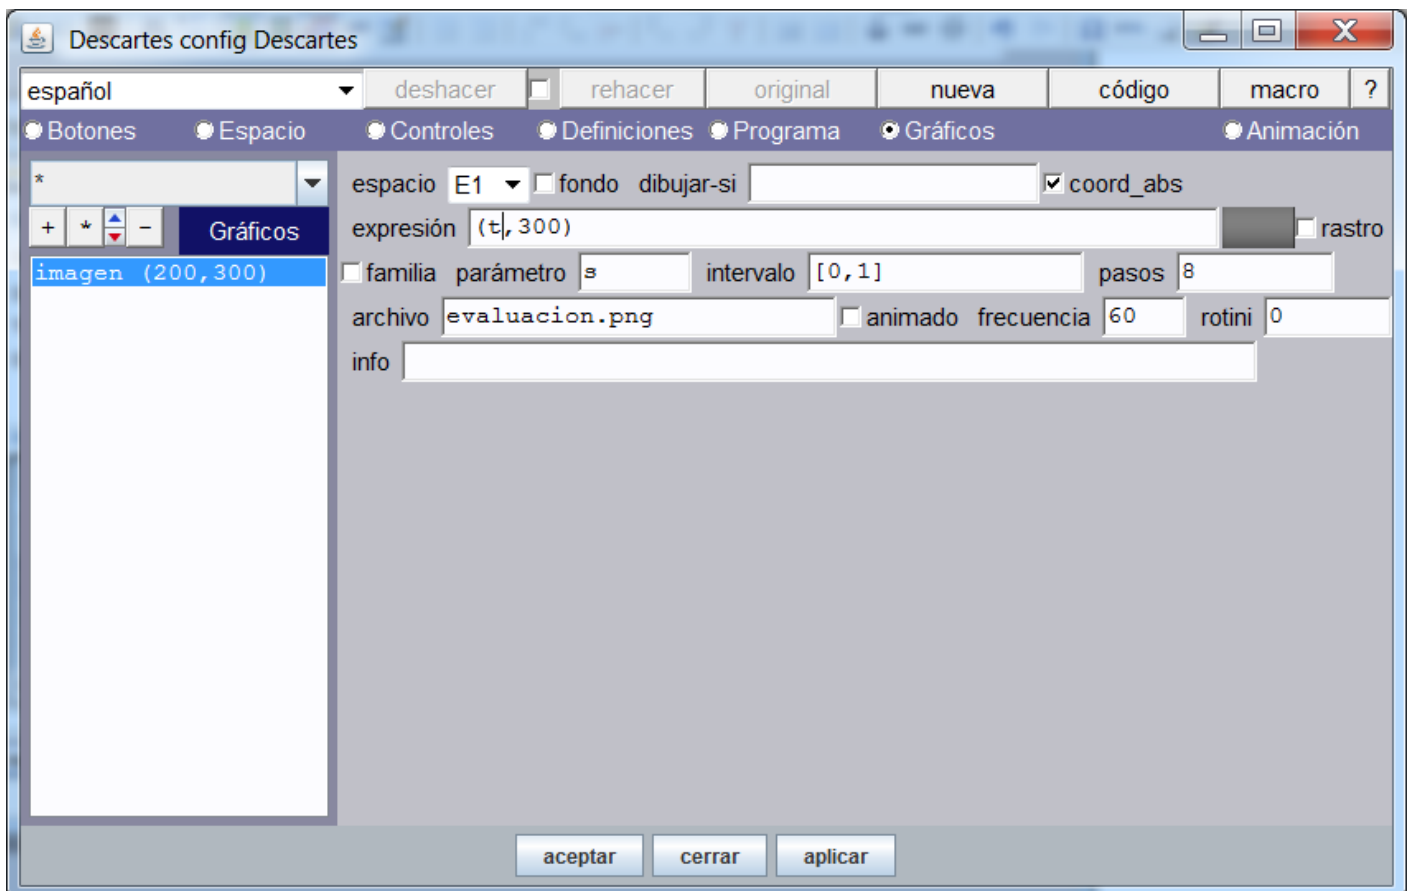 Descartes config Descartes
español deshacer rehacer original nueva código macro ?
Botones Espacio Controles Definiciones Programa Gráficos Animación
* espacio E1 fondo dibujar-si coord_abs
+ * - Gráficos expresión (t,300) rastro
imagen (200,300) familia parámetro s intervalo [0,1] pasos 8
archivo evaluacion.png animado frecuencia 60 rotini 0
info
aceptar cerrar aplicar